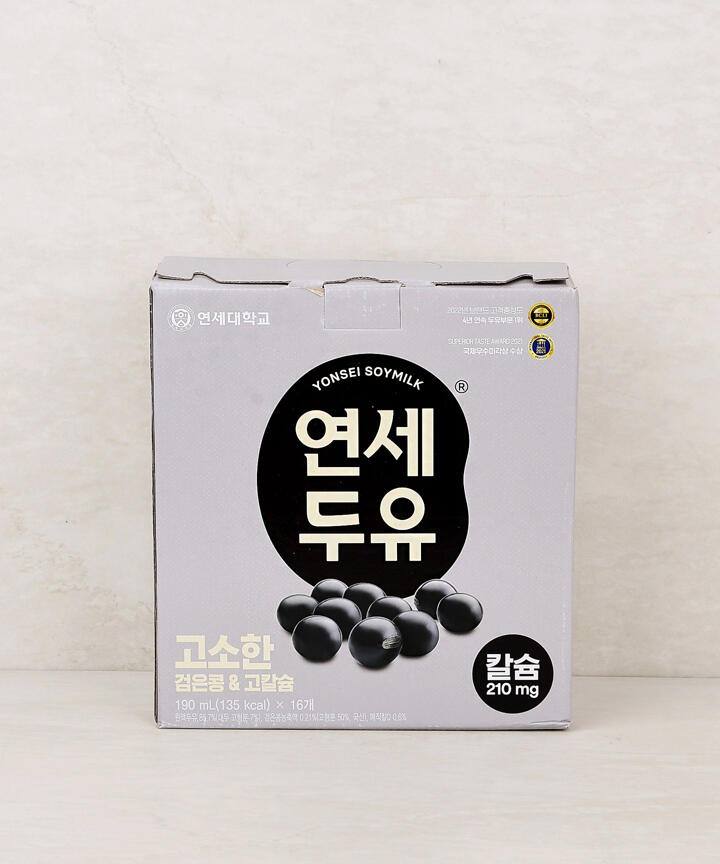 연세대학교
2022년 브랜드 고객충성도
4년 연속 두유부문 1위
SUPERIOR TASTE AWARD 2021
국제우수미각상 수상
YONSEI SOYMILK
®
연세
두유
고소한
검은콩 & 고칼슘
190 mL(135 kcal) × 16개
칼슘
210 mg